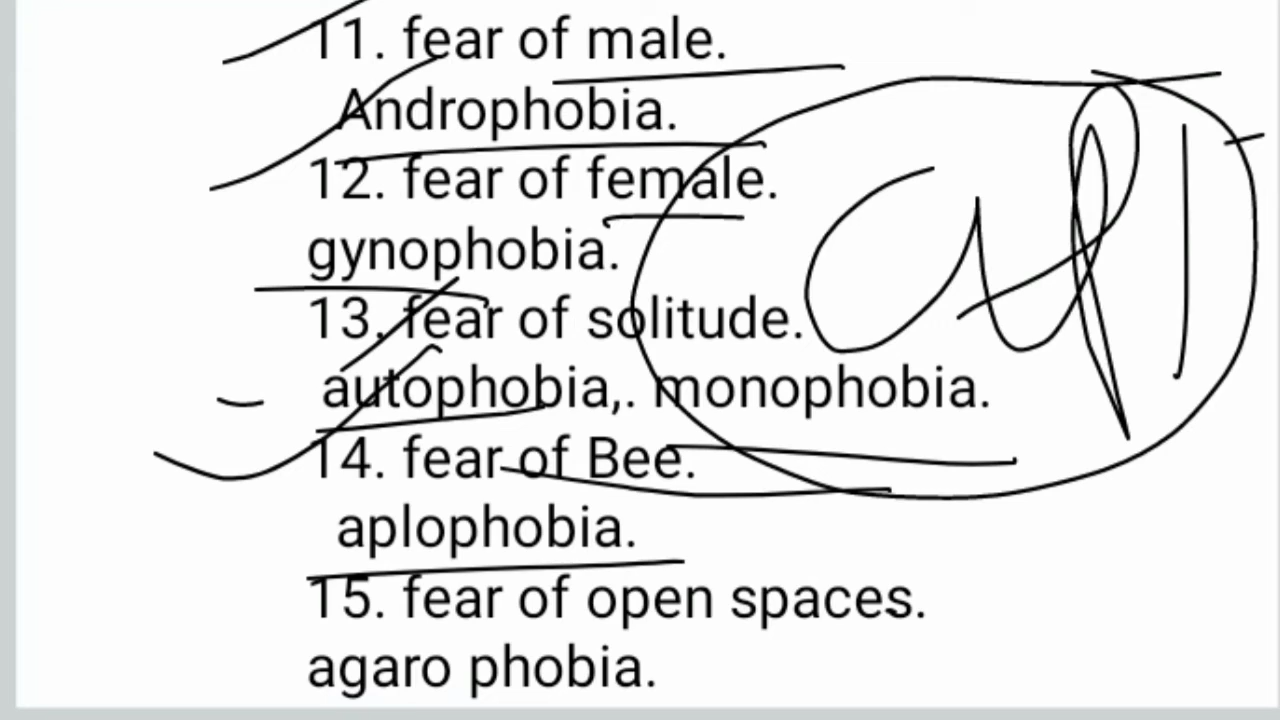 11. fear of male.
Androphobia.
12. fear of female.
gynophobia.
13. fear of solitude.
autophobia,. monophobia.
14. fear of Bee.
aplophobia.
15. fear of open spaces.
agaro phobia.